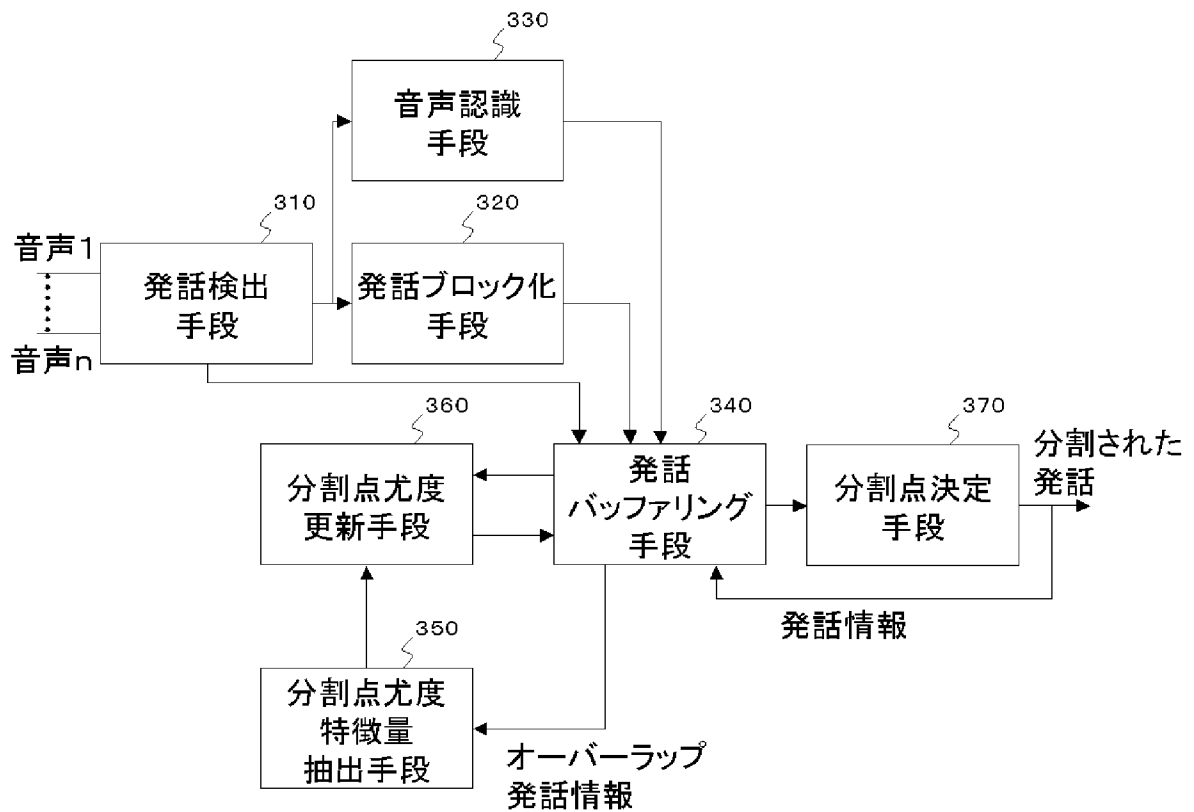 330
音声認識
手段
310
320
音声1
発話検出
手段
発話ブロック化
手段
音声n
360
340
370
分割点尤度
更新手段
発話
バッファリング
手段
分割点決定
手段
分割された
発話
発話情報
350
分割点尤度
特徴量
抽出手段
オーバーラップ
発話情報